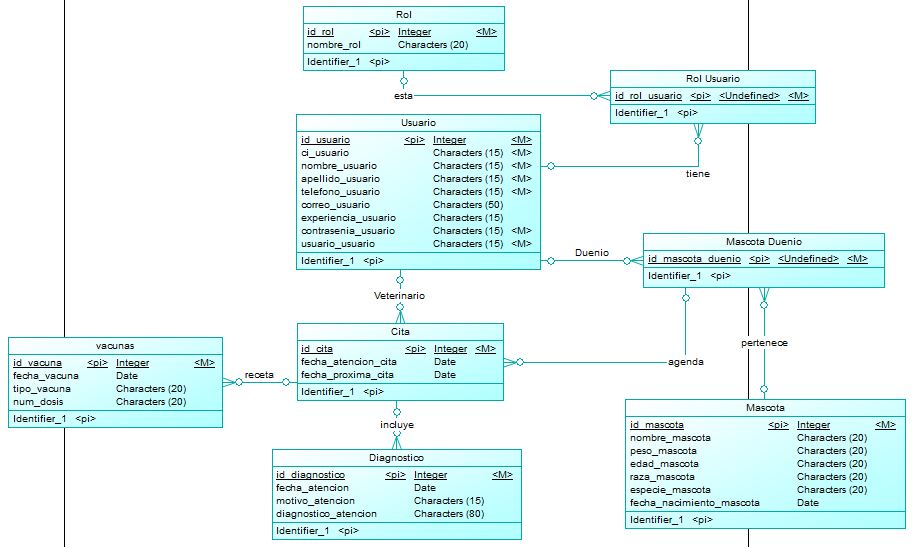 Rol
id_rol <pi> Integer <M>
nombre_rol Characters (20)
Identifier_1 <pi>
esta
Rol Usuario
id_rol_usuario <pi> <Undefined> <M>
Identifier_1 <pi>
Usuario
id_usuario <pi> Integer <M>
ci_usuario Characters (15) <M>
nombre_usuario Characters (15) <M>
apellido_usuario Characters (15) <M>
telefono_usuario Characters (15) <M>
correo_usuario Characters (50)
experiencia_usuario Characters (15)
contrasenia_usuario Characters (15) <M>
usuario_usuario Characters (15) <M>
Identifier_1 <pi>
tiene
Duenio
Mascota Duenio
id_mascota_duenio <pi> <Undefined> <M>
Identifier_1 <pi>
Veterinario
Cita
id_cita <pi> Integer <M>
fecha_atencion_cita Date
fecha_proxima_cita Date
Identifier_1 <pi>
agenda
pertenece
vacunas
id_vacuna <pi> Integer <M>
fecha_vacuna Date
tipo_vacuna Characters (20)
num_dosis Characters (20)
Identifier_1 <pi>
receta
incluye
Diagnostico
id_diagnostico <pi> Integer <M>
fecha_atencion Date
motivo_atencion Characters (15)
diagnostico_atencion Characters (80)
Identifier_1 <pi>
Mascota
id_mascota <pi> Integer <M>
nombre_mascota Characters (20)
peso_mascota Characters (20)
edad_mascota Characters (20)
raza_mascota Characters (20)
especie_mascota Characters (20)
fecha_nacimiento_mascota Date
Identifier_1 <pi>